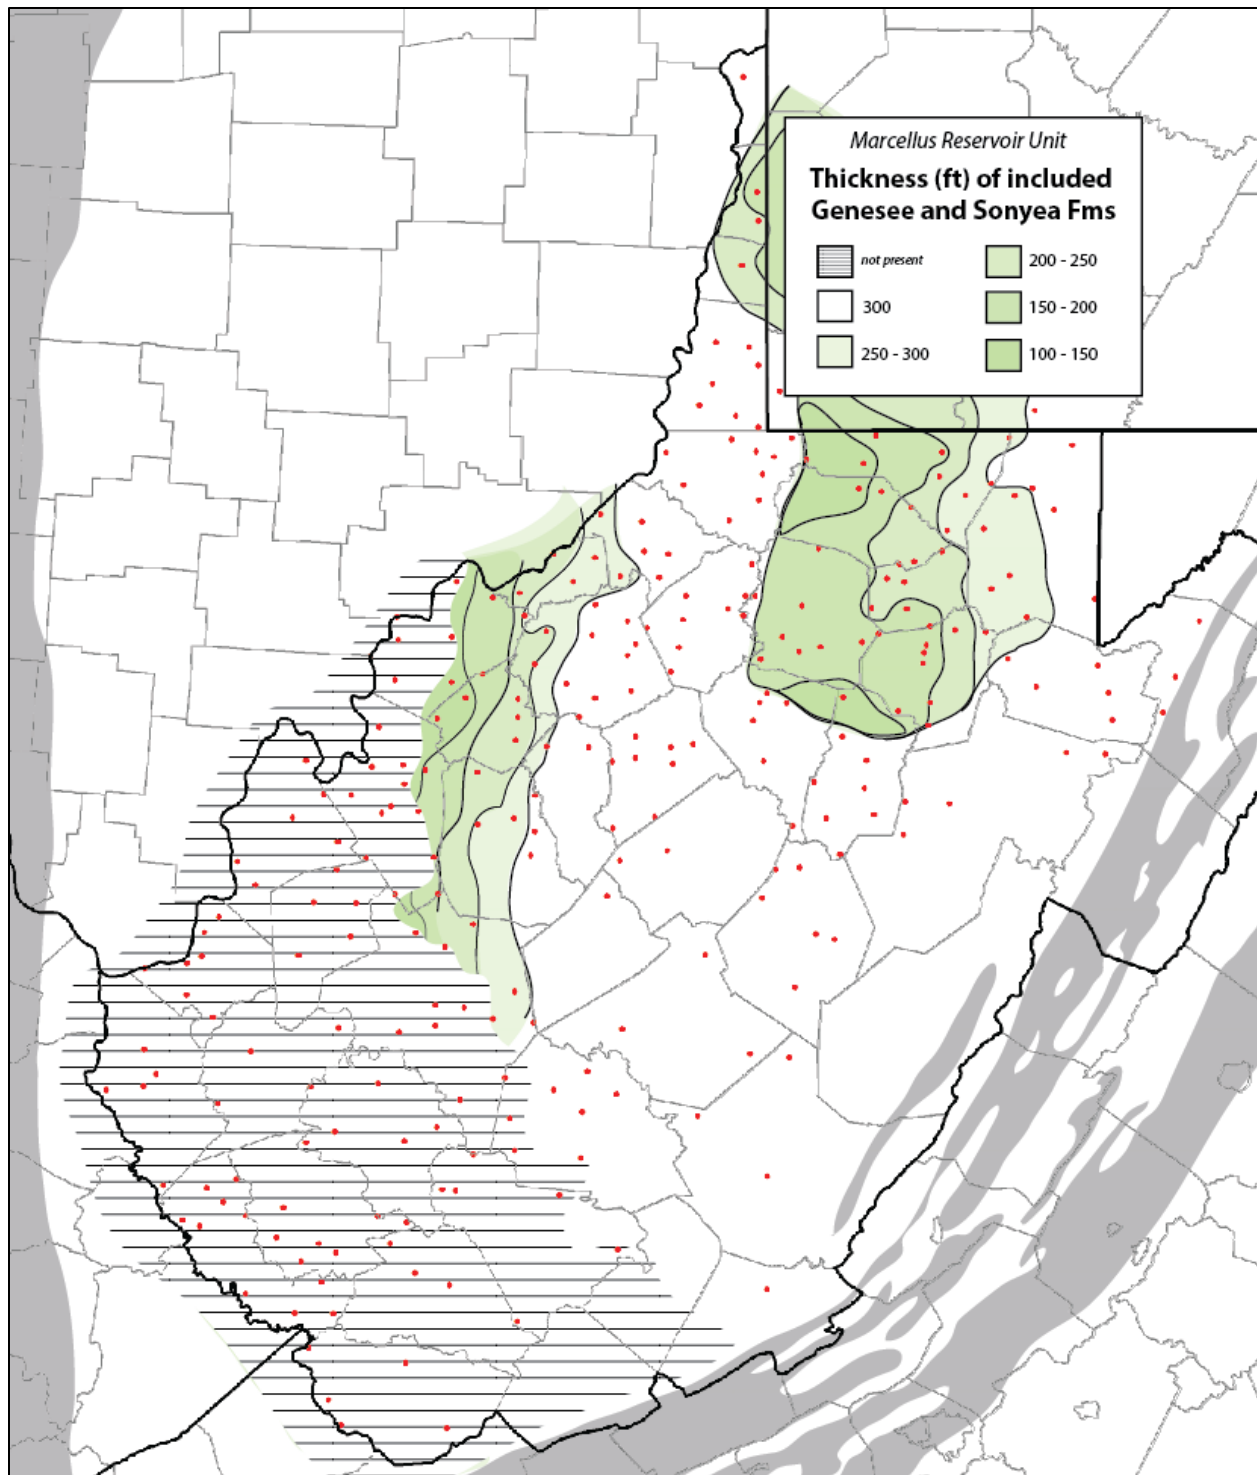 Marcellus Reservoir Unit
Thickness (ft) of included
Genesee and Sonyea Fms
not present
300
250 - 300
200 - 250
150 - 200
100 - 150